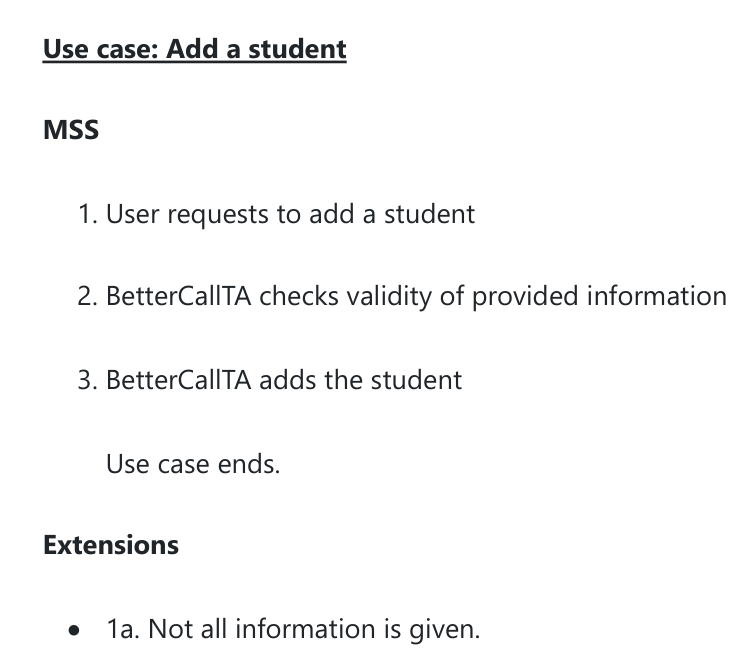 Use case: Add a student
MSS
1. User requests to add a student
2. BetterCallTA checks validity of provided information
3. BetterCallTA adds the student
Use case ends.
Extensions
• 1a. Not all information is given.